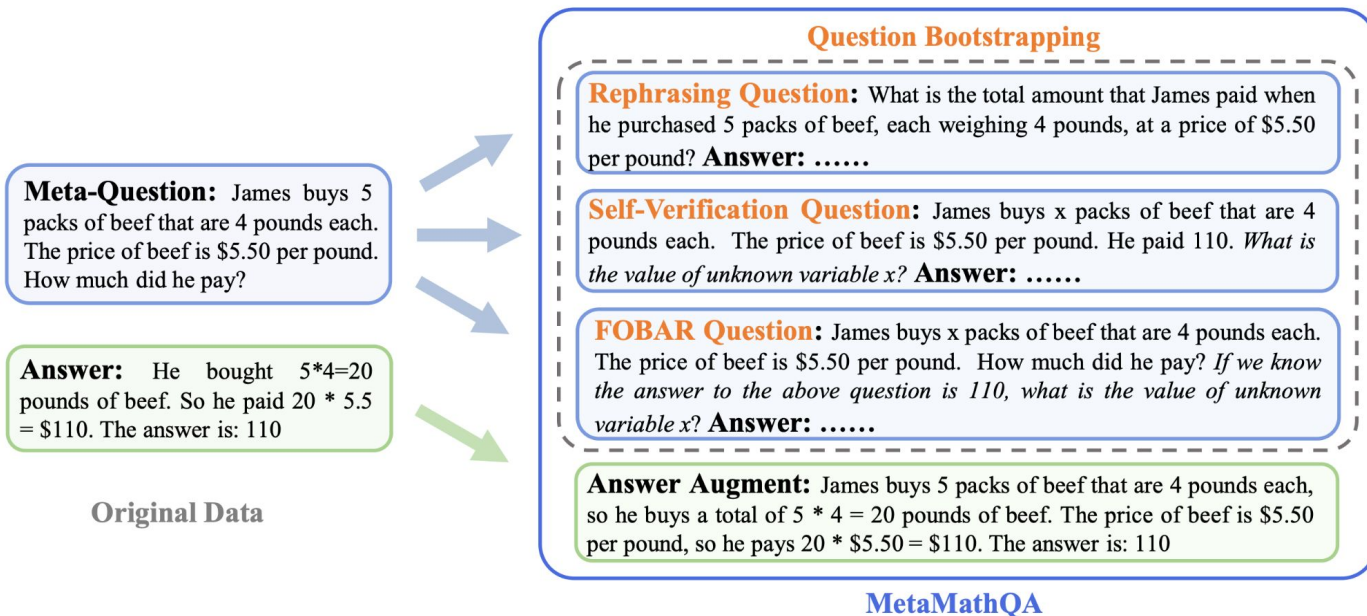 Question Bootstrapping
Rephrasing Question: What is the total amount that James paid when
he purchased 5 packs of beef, each weighing 4 pounds, at a price of $5.50
per pound? Answer: ......
Meta-Question: James buys 5
packs of beef that are 4 pounds each.
The price of beef is $5.50 per pound.
How much did he pay?
Self-Verification Question: James buys x packs of beef that are 4
pounds each. The price of beef is $5.50 per pound. He paid 110. What is
the value of unknown variable x? Answer: ......
FOBAR Question: James buys x packs of beef that are 4 pounds each.
The price of beef is $5.50 per pound. How much did he pay? If we know
the answer to the above question is 110, what is the value of unknown
variable x? Answer: ......
Answer: He bought 5*4=20
pounds of beef. So he paid 20 * 5.5
= $110. The answer is: 110
Answer Augment: James buys 5 packs of beef that are 4 pounds each,
so he buys a total of 5 * 4 = 20 pounds of beef. The price of beef is $5.50
per pound, so he pays 20 * $5.50 = $110. The answer is: 110
Original Data
MetaMathQA